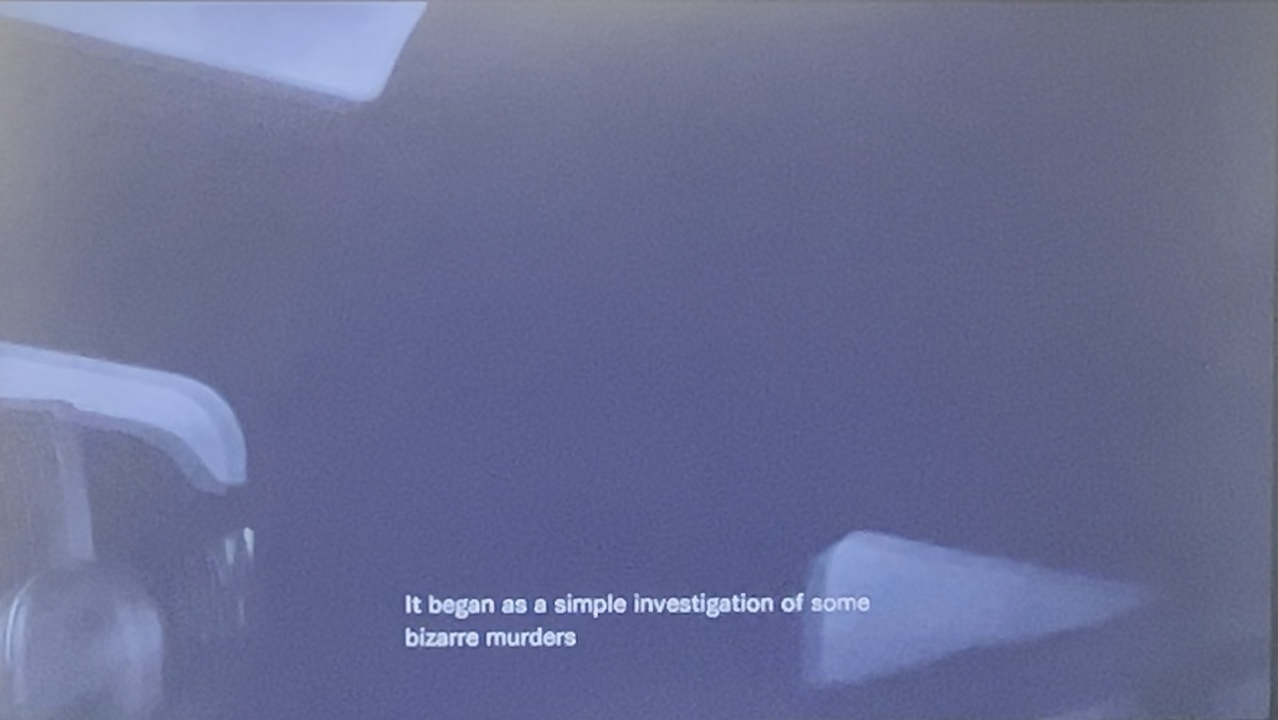 It began as a simple investigation of some
bizarre murders